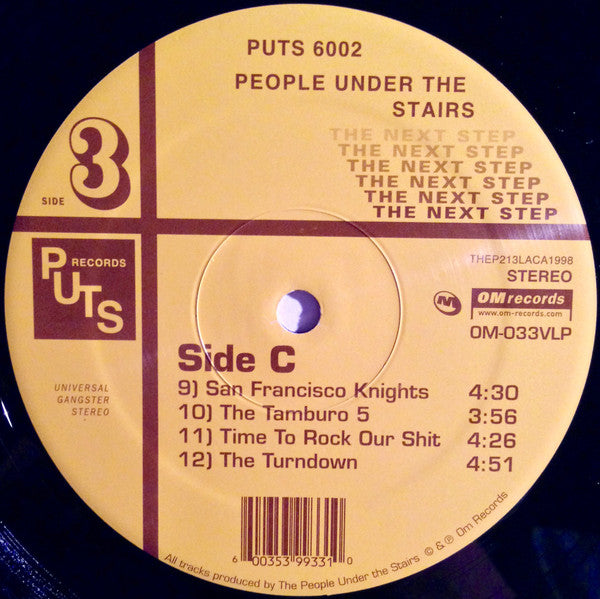 PUTS 6002
PEOPLE UNDER THE
STAIRS
THE NEXT STEP
THE NEXT STEP
THE NEXT STEP
THE NEXT STEP
THE NEXT STEP
THE NEXT STEP
SIDE 3
RECORDS
PUTS
UNIVERSAL
GANGSTER
STEREO
THEP213LACA1998
STEREO
OM records
www.om-records.com
OM-033VLP
Side C
9) San Francisco Knights 4:30
10) The Tamburo 5 3:56
11) Time To Rock Our Shit 4:26
12) The Turndown 4:51
6 00353 99331 0
All tracks produced by The People Under the Stairs © & ℗ Om Records